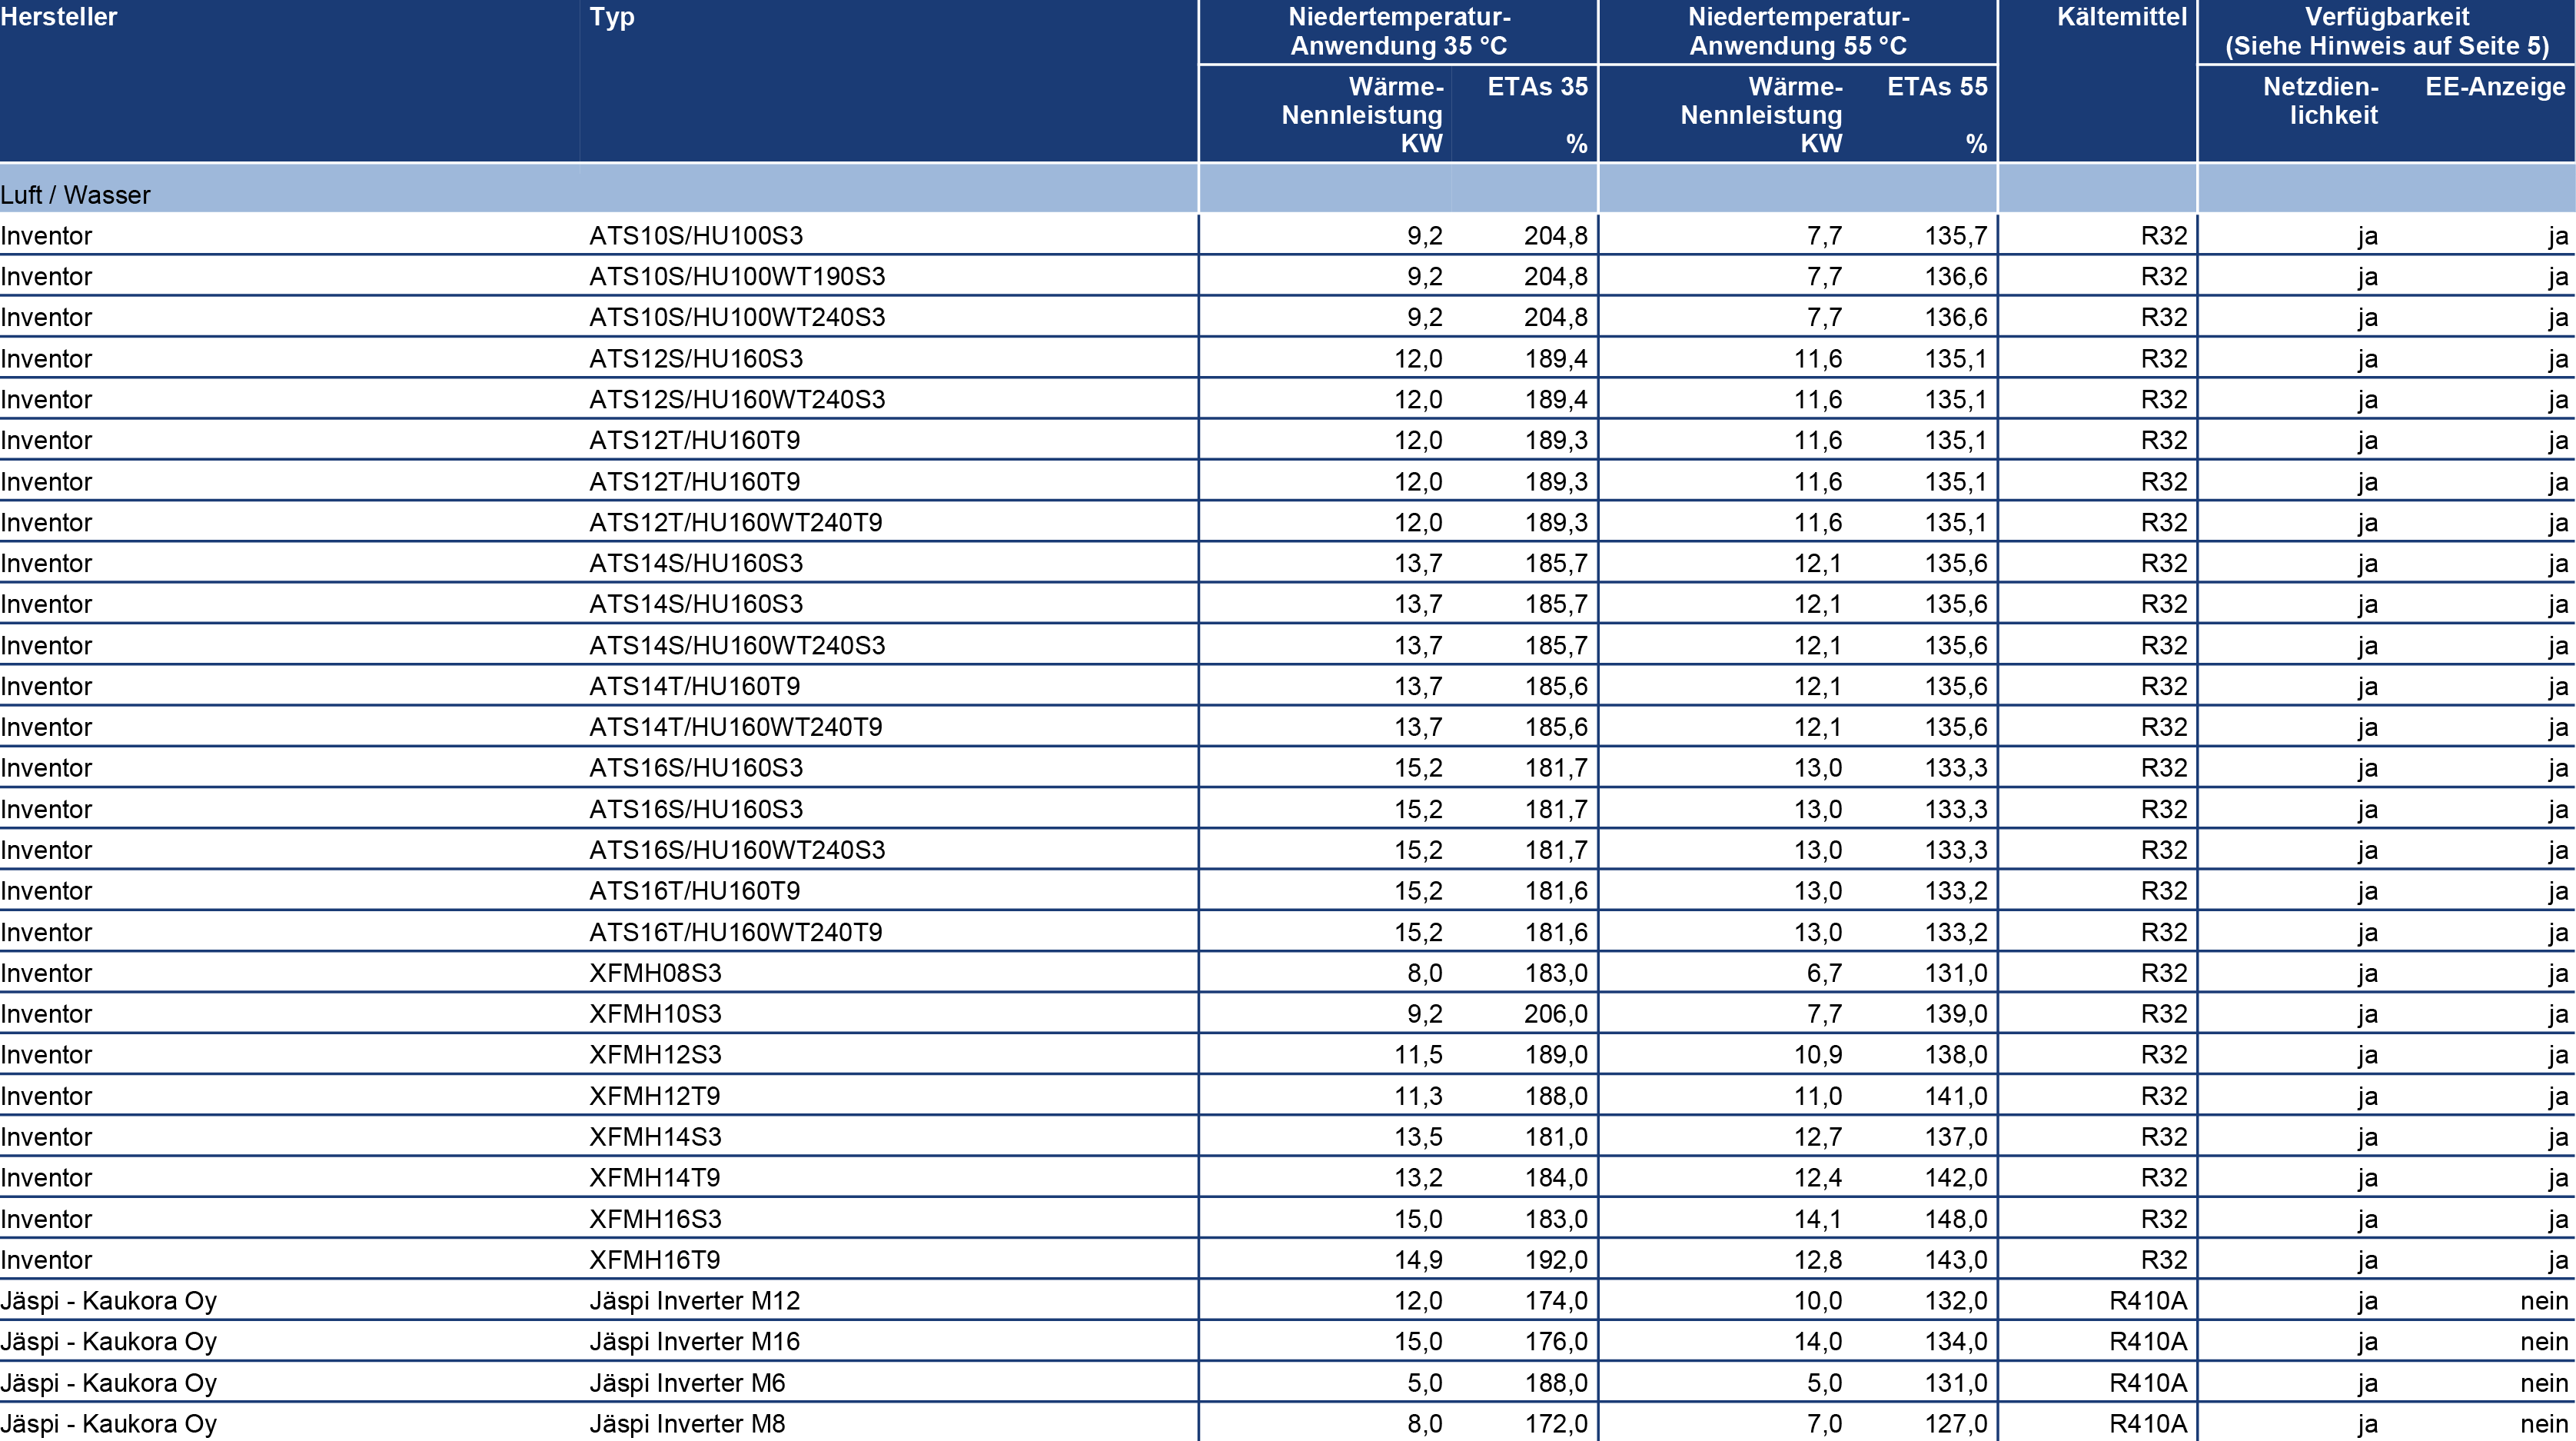 Hersteller Typ Niedertemperatur- Niedertemperatur- Kältemittel Verfügbarkeit
Anwendung 35 °C Anwendung 55 °C (Siehe Hinweis auf Seite 5)
Wärme- ETAs 35 Wärme- ETAs 55 Netzdien- EE-Anzeige
Nennleistung Nennleistung lichkeit
KW % KW %
Luft / Wasser
Inventor ATS10S/HU100S3 9,2 204,8 7,7 135,7 R32 ja ja
Inventor ATS10S/HU100WT190S3 9,2 204,8 7,7 136,6 R32 ja ja
Inventor ATS10S/HU100WT240S3 9,2 204,8 7,7 136,6 R32 ja ja
Inventor ATS12S/HU160S3 12,0 189,4 11,6 135,1 R32 ja ja
Inventor ATS12S/HU160WT240S3 12,0 189,4 11,6 135,1 R32 ja ja
Inventor ATS12T/HU160T9 12,0 189,3 11,6 135,1 R32 ja ja
Inventor ATS12T/HU160T9 12,0 189,3 11,6 135,1 R32 ja ja
Inventor ATS12T/HU160WT240T9 12,0 189,3 11,6 135,1 R32 ja ja
Inventor ATS14S/HU160S3 13,7 185,7 12,1 135,6 R32 ja ja
Inventor ATS14S/HU160S3 13,7 185,7 12,1 135,6 R32 ja ja
Inventor ATS14S/HU160WT240S3 13,7 185,7 12,1 135,6 R32 ja ja
Inventor ATS14T/HU160T9 13,7 185,6 12,1 135,6 R32 ja ja
Inventor ATS14T/HU160WT240T9 13,7 185,6 12,1 135,6 R32 ja ja
Inventor ATS16S/HU160S3 15,2 181,7 13,0 133,3 R32 ja ja
Inventor ATS16S/HU160S3 15,2 181,7 13,0 133,3 R32 ja ja
Inventor ATS16S/HU160WT240S3 15,2 181,7 13,0 133,3 R32 ja ja
Inventor ATS16T/HU160T9 15,2 181,6 13,0 133,2 R32 ja ja
Inventor ATS16T/HU160WT240T9 15,2 181,6 13,0 133,2 R32 ja ja
Inventor XFMH08S3 8,0 183,0 6,7 131,0 R32 ja ja
Inventor XFMH10S3 9,2 206,0 7,7 139,0 R32 ja ja
Inventor XFMH12S3 11,5 189,0 10,9 138,0 R32 ja ja
Inventor XFMH12T9 11,3 188,0 11,0 141,0 R32 ja ja
Inventor XFMH14S3 13,5 181,0 12,7 137,0 R32 ja ja
Inventor XFMH14T9 13,2 184,0 12,4 142,0 R32 ja ja
Inventor XFMH16S3 15,0 183,0 14,1 148,0 R32 ja ja
Inventor XFMH16T9 14,9 192,0 12,8 143,0 R32 ja ja
Jäspi - Kaukora Oy Jäspi Inverter M12 12,0 174,0 10,0 132,0 R410A ja nein
Jäspi - Kaukora Oy Jäspi Inverter M16 15,0 176,0 14,0 134,0 R410A ja nein
Jäspi - Kaukora Oy Jäspi Inverter M6 5,0 188,0 5,0 131,0 R410A ja nein
Jäspi - Kaukora Oy Jäspi Inverter M8 8,0 172,0 7,0 127,0 R410A ja nein